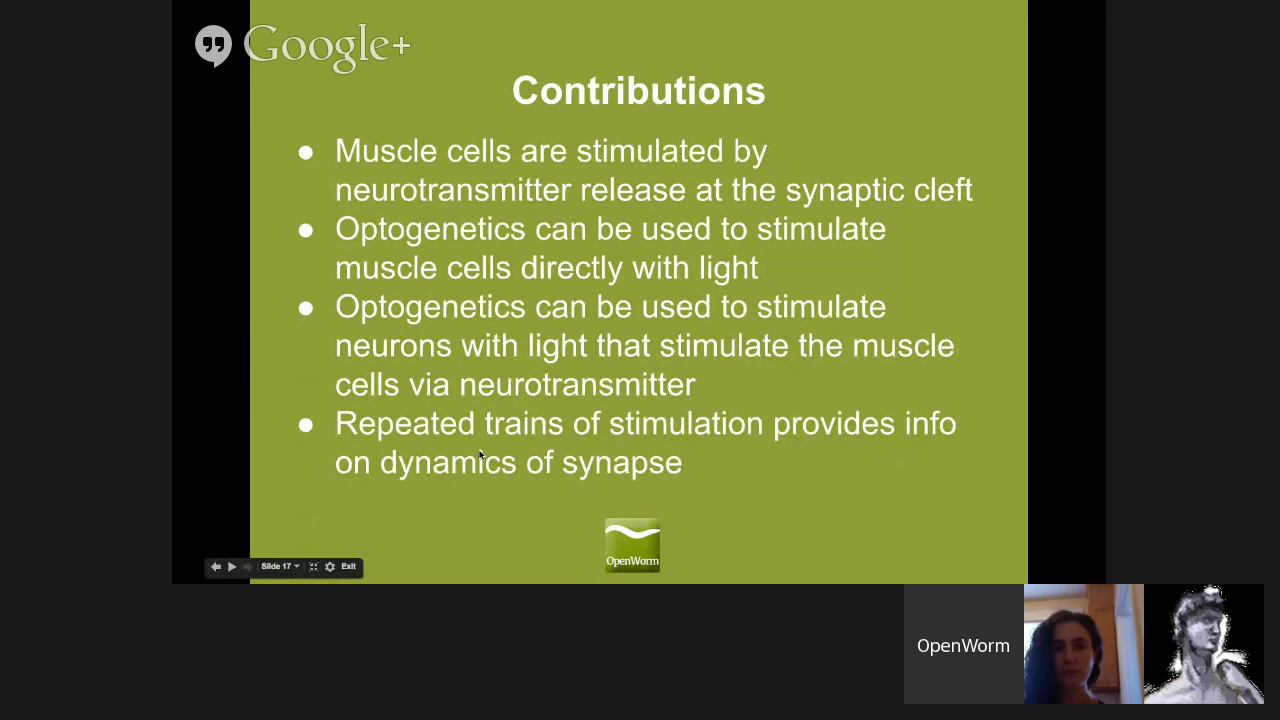 Google+
Contributions
● Muscle cells are stimulated by
neurotransmitter release at the synaptic cleft
● Optogenetics can be used to stimulate
muscle cells directly with light
● Optogenetics can be used to stimulate
neurons with light that stimulate the muscle
cells via neurotransmitter
● Repeated trains of stimulation provides info
on dynamics of synapse
OpenWorm
Slide 17
Exit
OpenWorm